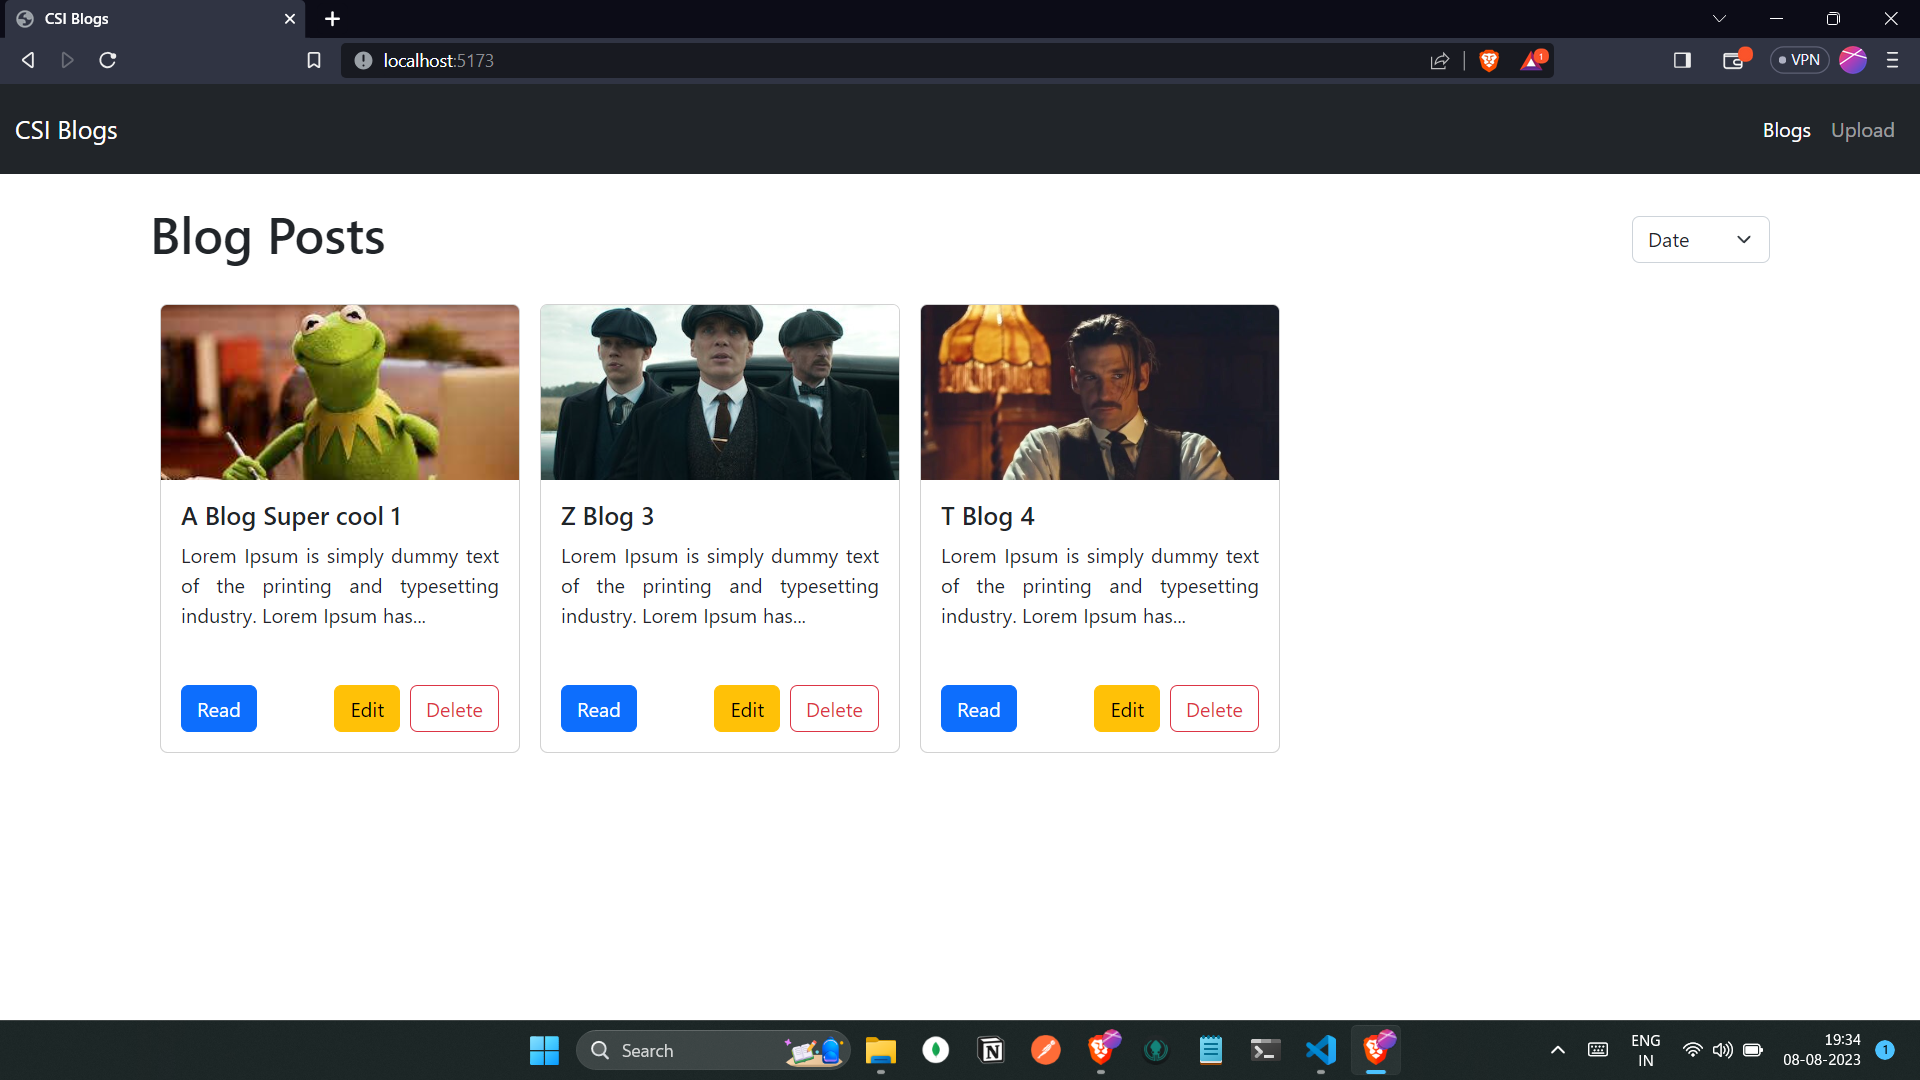 CSI Blogs
localhost:5173
1
VPN
CSI Blogs
Blogs Upload
Blog Posts
Date
A Blog Super cool 1
Lorem Ipsum is simply dummy text
of the printing and typesetting
industry. Lorem Ipsum has...
Read Edit Delete
Z Blog 3
Lorem Ipsum is simply dummy text
of the printing and typesetting
industry. Lorem Ipsum has...
Read Edit Delete
T Blog 4
Lorem Ipsum is simply dummy text
of the printing and typesetting
industry. Lorem Ipsum has...
Read Edit Delete
Search
ENG
IN
19:34
08-08-2023
1